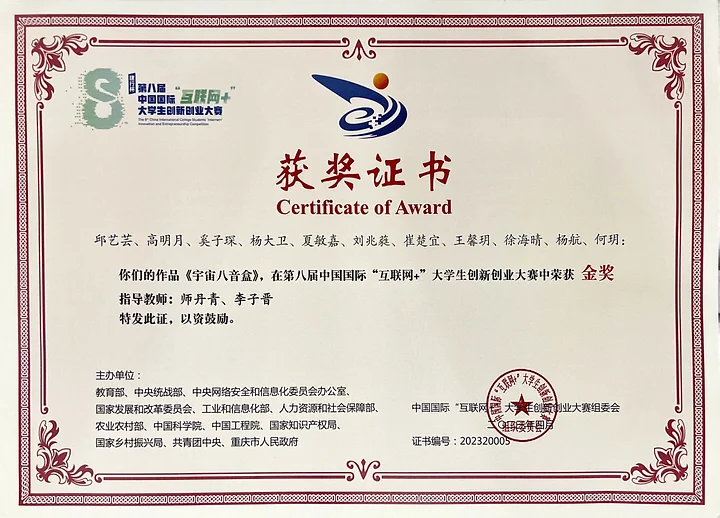 建行杯
第八届
中国国际“互联网+”
大学生创新创业大赛
The 8th China International College Students' "Internet+"
Innovation and Entrepreneurship Competition
获奖证书
Certificate of Award
邱艺芸、高明月、奚子琛、杨大卫、夏敏嘉、刘兆蕤、崔楚宜、王馨玥、徐海晴、杨航、何玥:
你们的作品《宇宙八音盒》,在第八届中国国际“互联网+”大学生创新创业大赛中荣获 金奖
指导教师:师丹青、李子晋
特发此证,以资鼓励。
主办单位:
教育部、中央统战部、中央网络安全和信息化委员会办公室、
国家发展和改革委员会、工业和信息化部、人力资源和社会保障部、
农业农村部、中国科学院、中国工程院、国家知识产权局、
国家乡村振兴局、共青团中央、重庆市人民政府
中国国际“互联网+”大学生创新创业大赛组委会
二〇二三年四月
证书编号:202320005